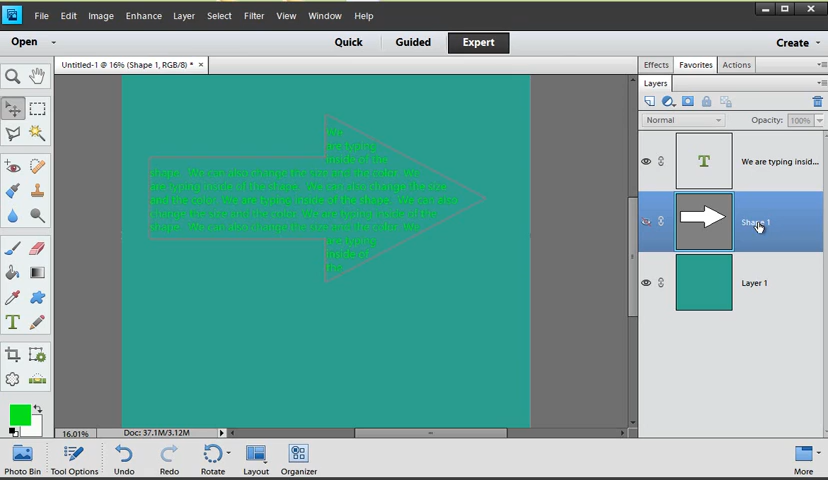 File Edit Image Enhance Layer Select Filter View Window Help
Open Quick Guided Expert Create
Untitled-1 @ 16% (Shape 1, RGB/8) * ×
Effects Favorites Actions
Layers
Normal Opacity: 100%
We
are typing
inside of the
shape. We can also change the size and the color. We
are typing inside of the shape. We can also change the size
and the color. We are typing inside of the shape. We can also
change the size and the color. We are typing inside of the
shape. We can also change the size and the color. We
are typing
inside of
the
T We are typing insid...
Shape 1
Layer 1
16.01% Doc: 37.1M/3.12M
Photo Bin Tool Options Undo Redo Rotate Layout Organizer More